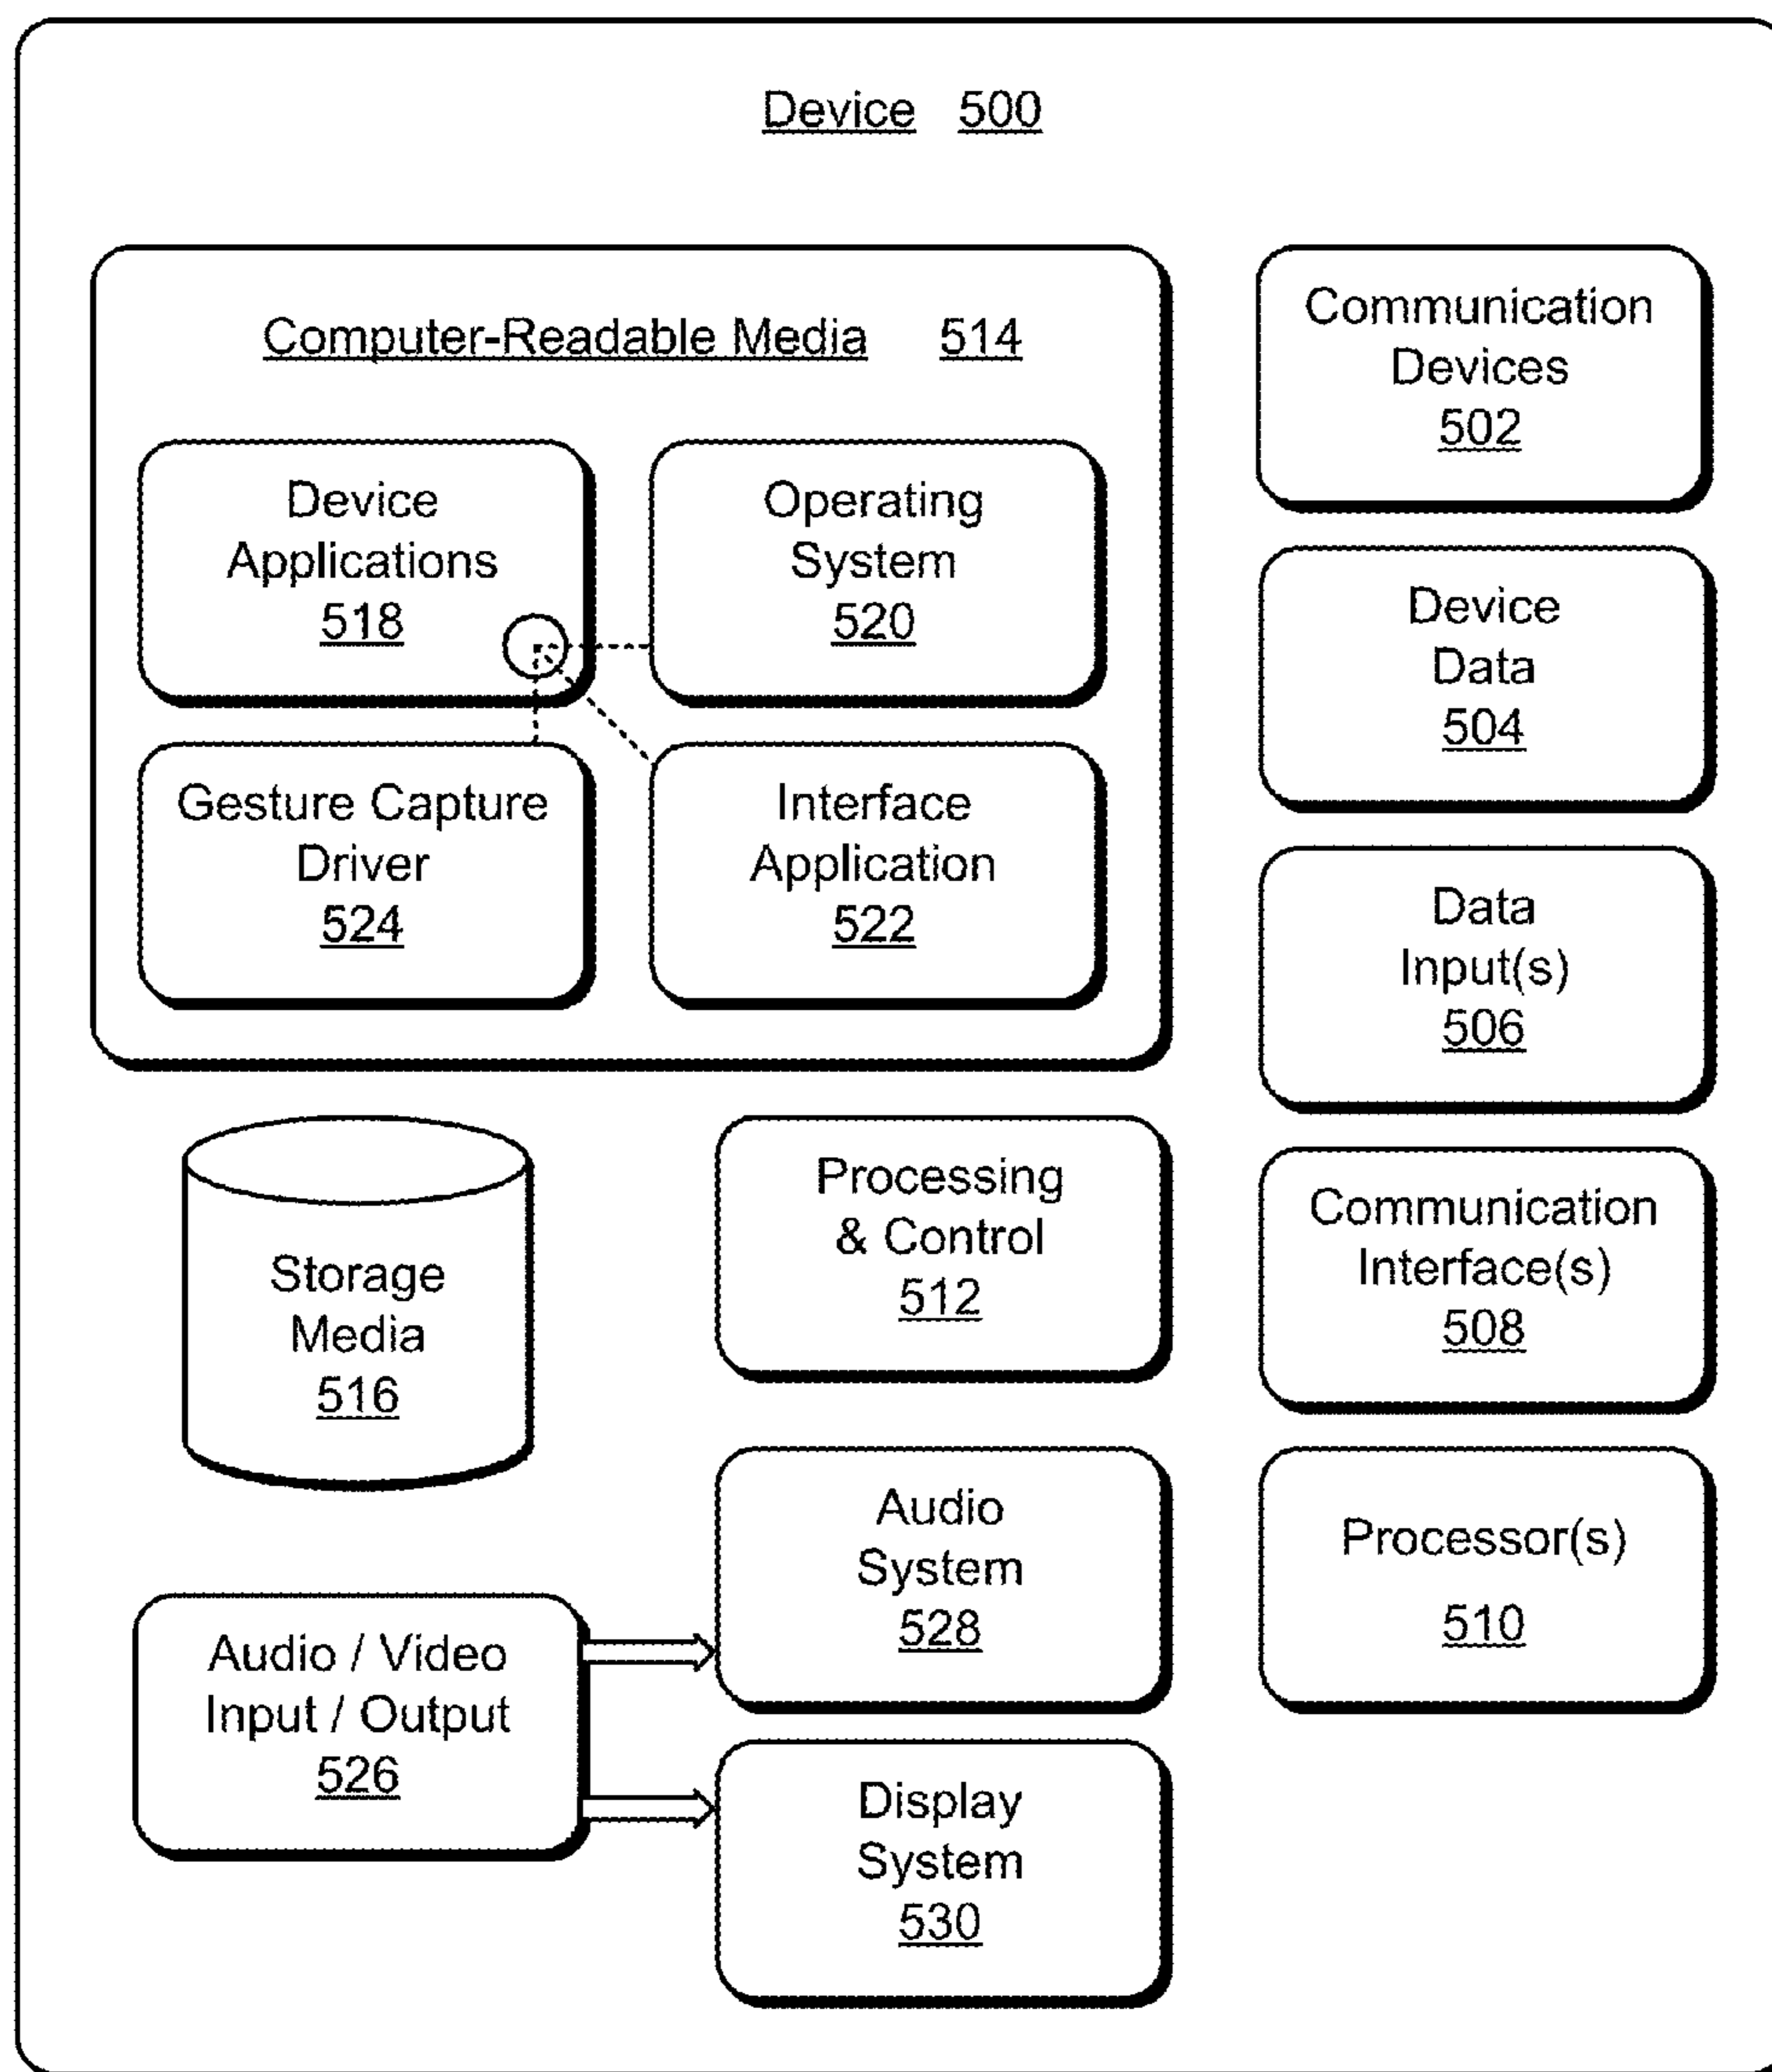 Device 500
Computer-Readable Media 514
Device
Applications
518
Operating
System
520
Gesture Capture
Driver
524
Interface
Application
522
Storage
Media
516
Processing
& Control
512
Audio / Video
Input / Output
526
Audio
System
528
Display
System
530
Communication
Devices
502
Device
Data
504
Data
Input(s)
506
Communication
Interface(s)
508
Processor(s)
510